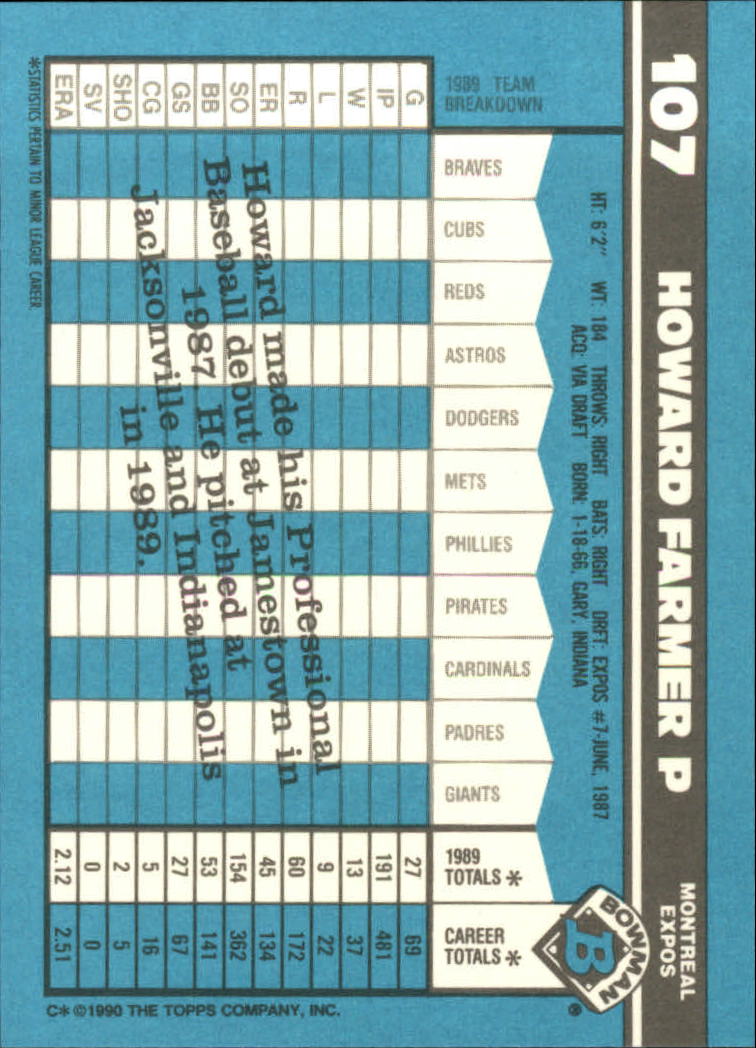 107 HOWARD FARMER P
MONTREAL
EXPOS
BOWMAN
B
HT: 6'2" WT: 184 THROWS: RIGHT BATS: RIGHT DRFT: EXPOS #7-JUNE, 1987
ACQ: VIA DRAFT BORN: 1-18-66, GARY, INDIANA
®
1989 TEAM
BREAKDOWN
BRAVES
CUBS
REDS
ASTROS
DODGERS
METS
PHILLIES
PIRATES
CARDINALS
PADRES
GIANTS
1989
TOTALS *
CAREER
TOTALS *
G 27 69
IP 191 481
W 13 37
L 9 22
R 60 172
ER 45 134
SO 154 362
BB 53 141
GS 27 67
CG 5 16
SHO 2 5
SV 0 0
ERA 2.12 2.51
Howard made his Professional
Baseball debut at Jamestown in
1987. He pitched at
Jacksonville and Indianapolis
in 1989.
*STATISTICS PERTAIN TO MINOR LEAGUE CAREER.
C* ©1990 THE TOPPS COMPANY, INC.